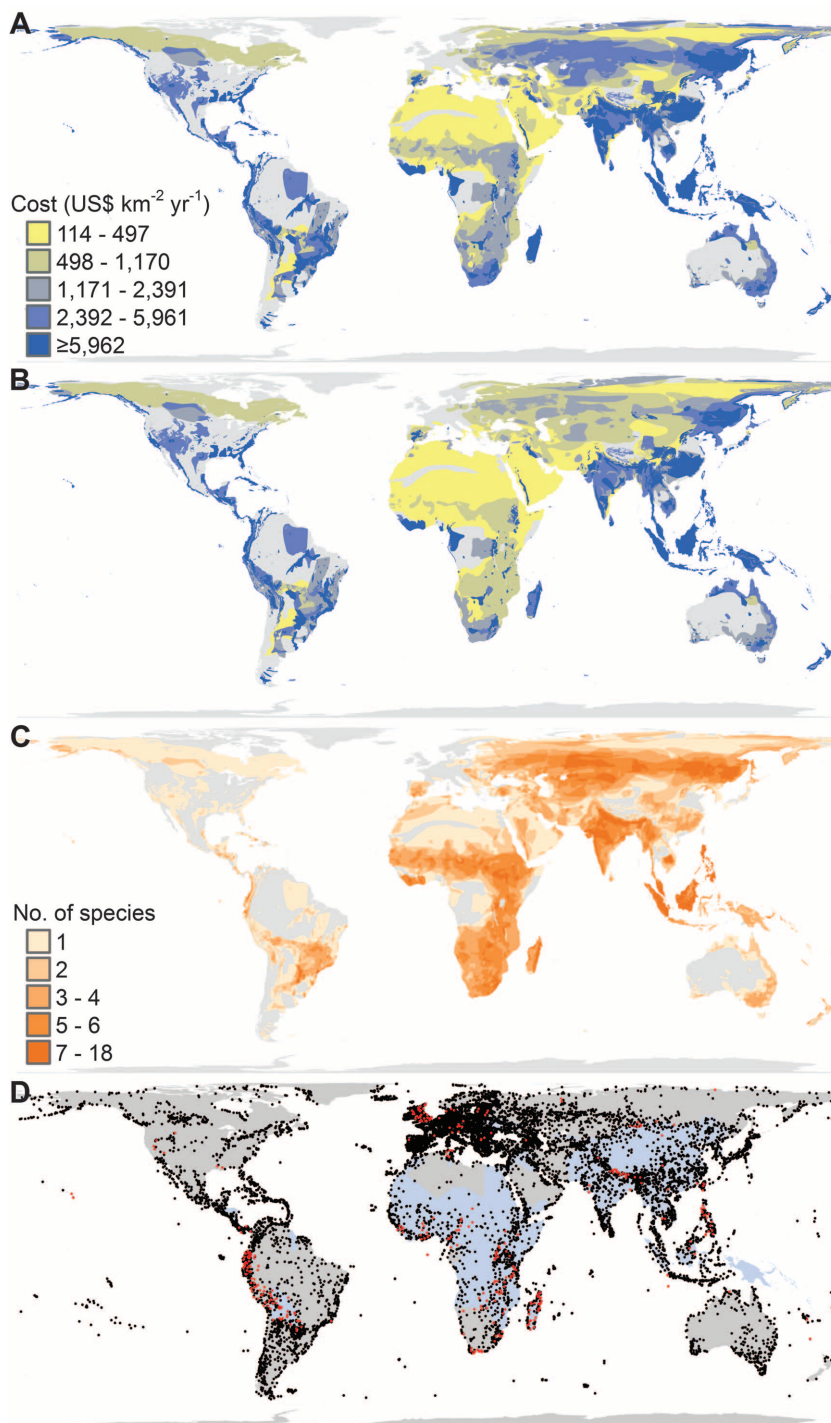 A
Cost (US$ km⁻² yr⁻¹)
114 - 497
498 - 1,170
1,171 - 2,391
2,392 - 5,961
≥5,962
B
C
No. of species
1
2
3 - 4
5 - 6
7 - 18
D